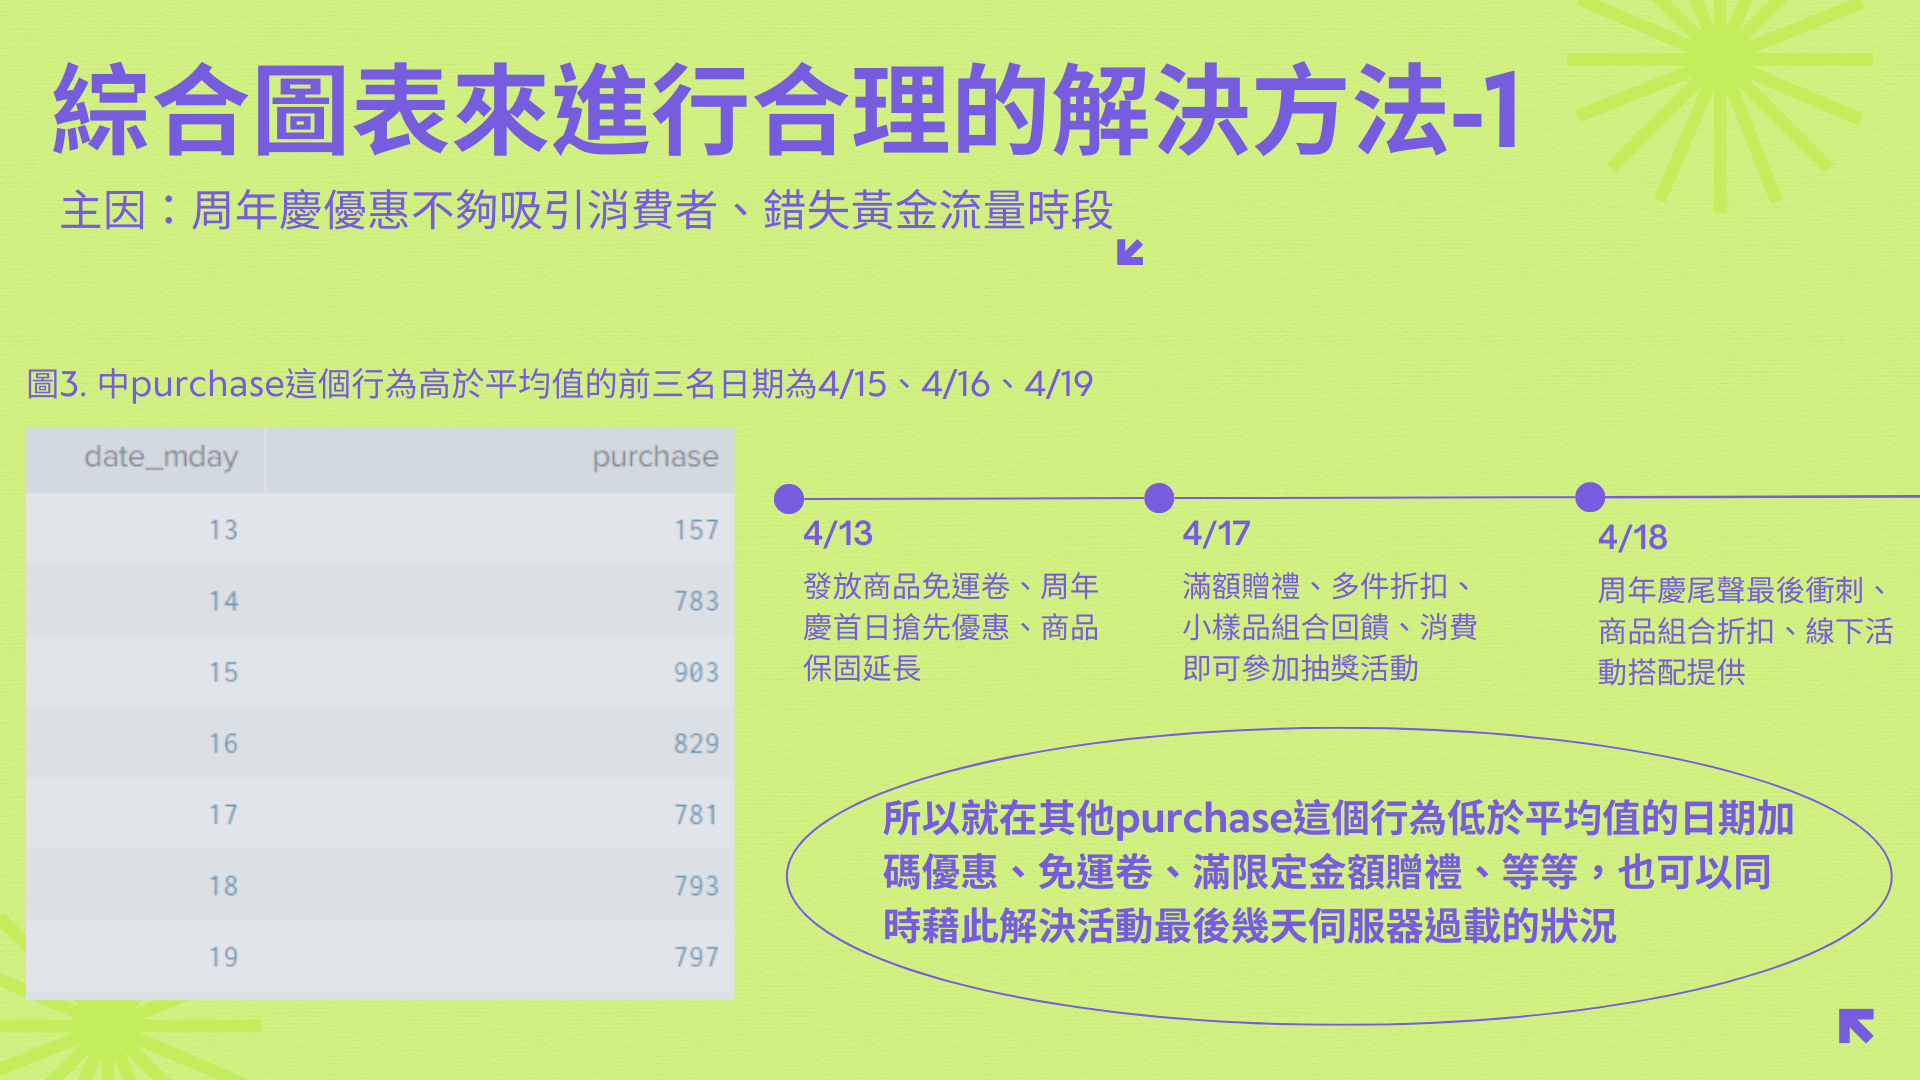 綜合圖表來進行合理的解決方法-1
主因：周年慶優惠不夠吸引消費者、錯失黃金流量時段
圖3. 中purchase這個行為高於平均值的前三名日期為4/15、4/16、4/19
date_mday purchase
13 157
14 783
15 903
16 829
17 781
18 793
19 797
4/13
發放商品免運卷、周年
慶首日搶先優惠、商品
保固延長
4/17
滿額贈禮、多件折扣、
小樣品組合回饋、消費
即可參加抽獎活動
4/18
周年慶尾聲最後衝刺、
商品組合折扣、線下活
動搭配提供
所以就在其他purchase這個行為低於平均值的日期加
碼優惠、免運卷、滿限定金額贈禮、等等，也可以同
時藉此解決活動最後幾天伺服器過載的狀況